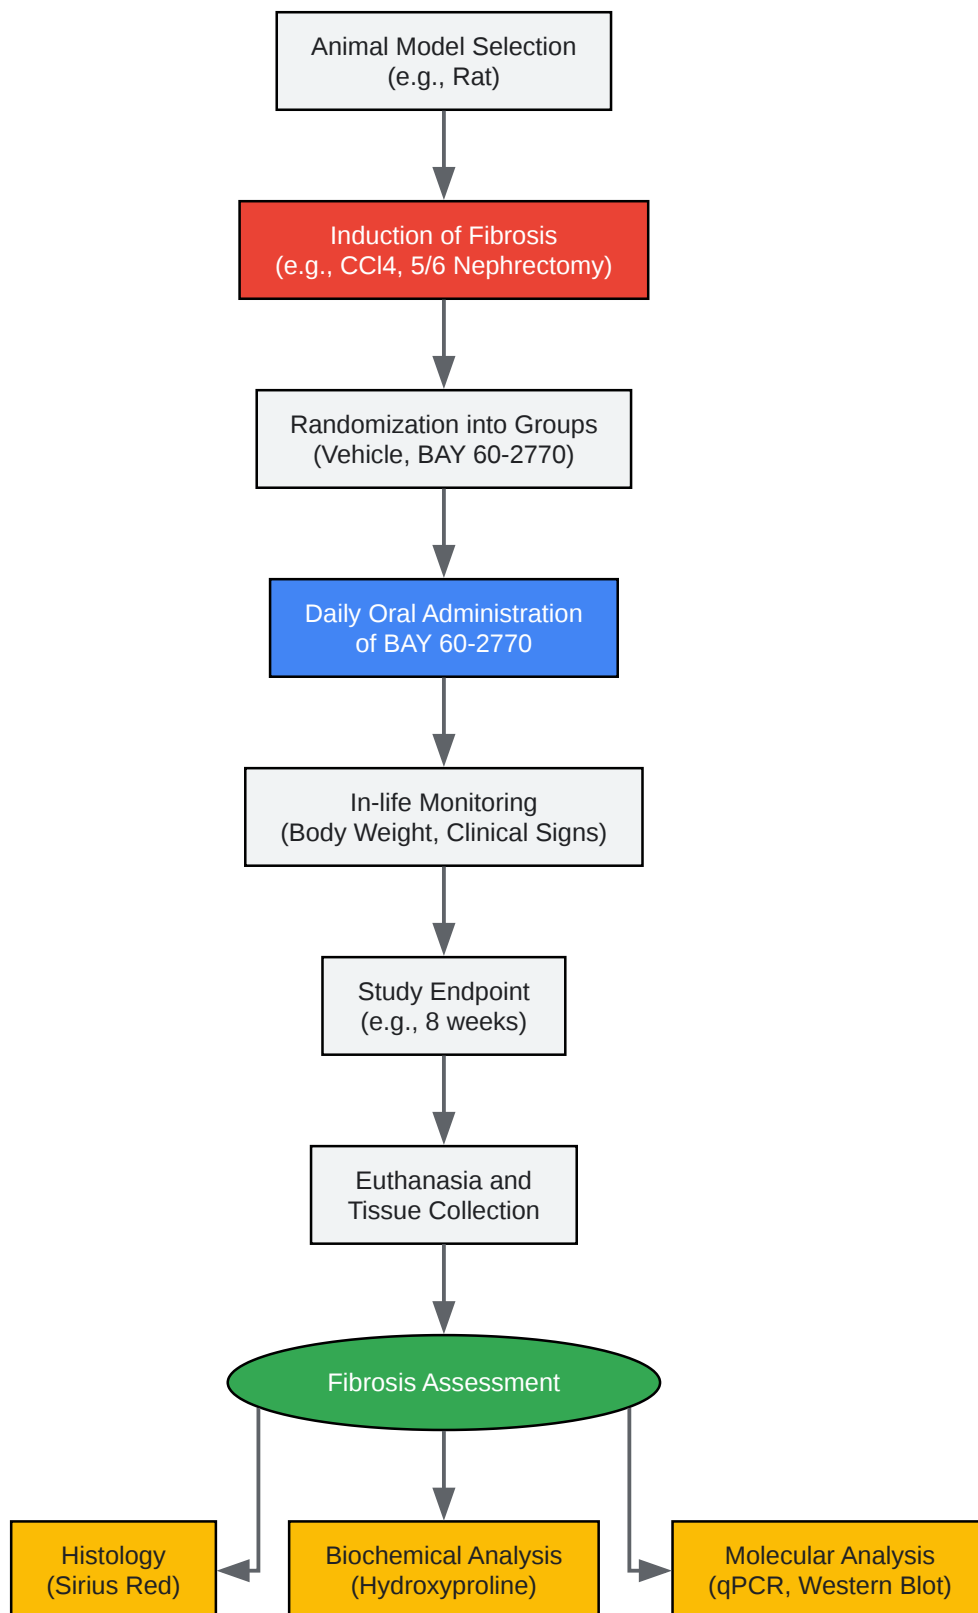 Animal Model Selection
(e.g., Rat)
Induction of Fibrosis
(e.g., CCl4, 5/6 Nephrectomy)
Randomization into Groups
(Vehicle, BAY 60-2770)
Daily Oral Administration
of BAY 60-2770
In-life Monitoring
(Body Weight, Clinical Signs)
Study Endpoint
(e.g., 8 weeks)
Euthanasia and
Tissue Collection
Fibrosis Assessment
Histology
(Sirius Red)
Biochemical Analysis
(Hydroxyproline)
Molecular Analysis
(qPCR, Western Blot)